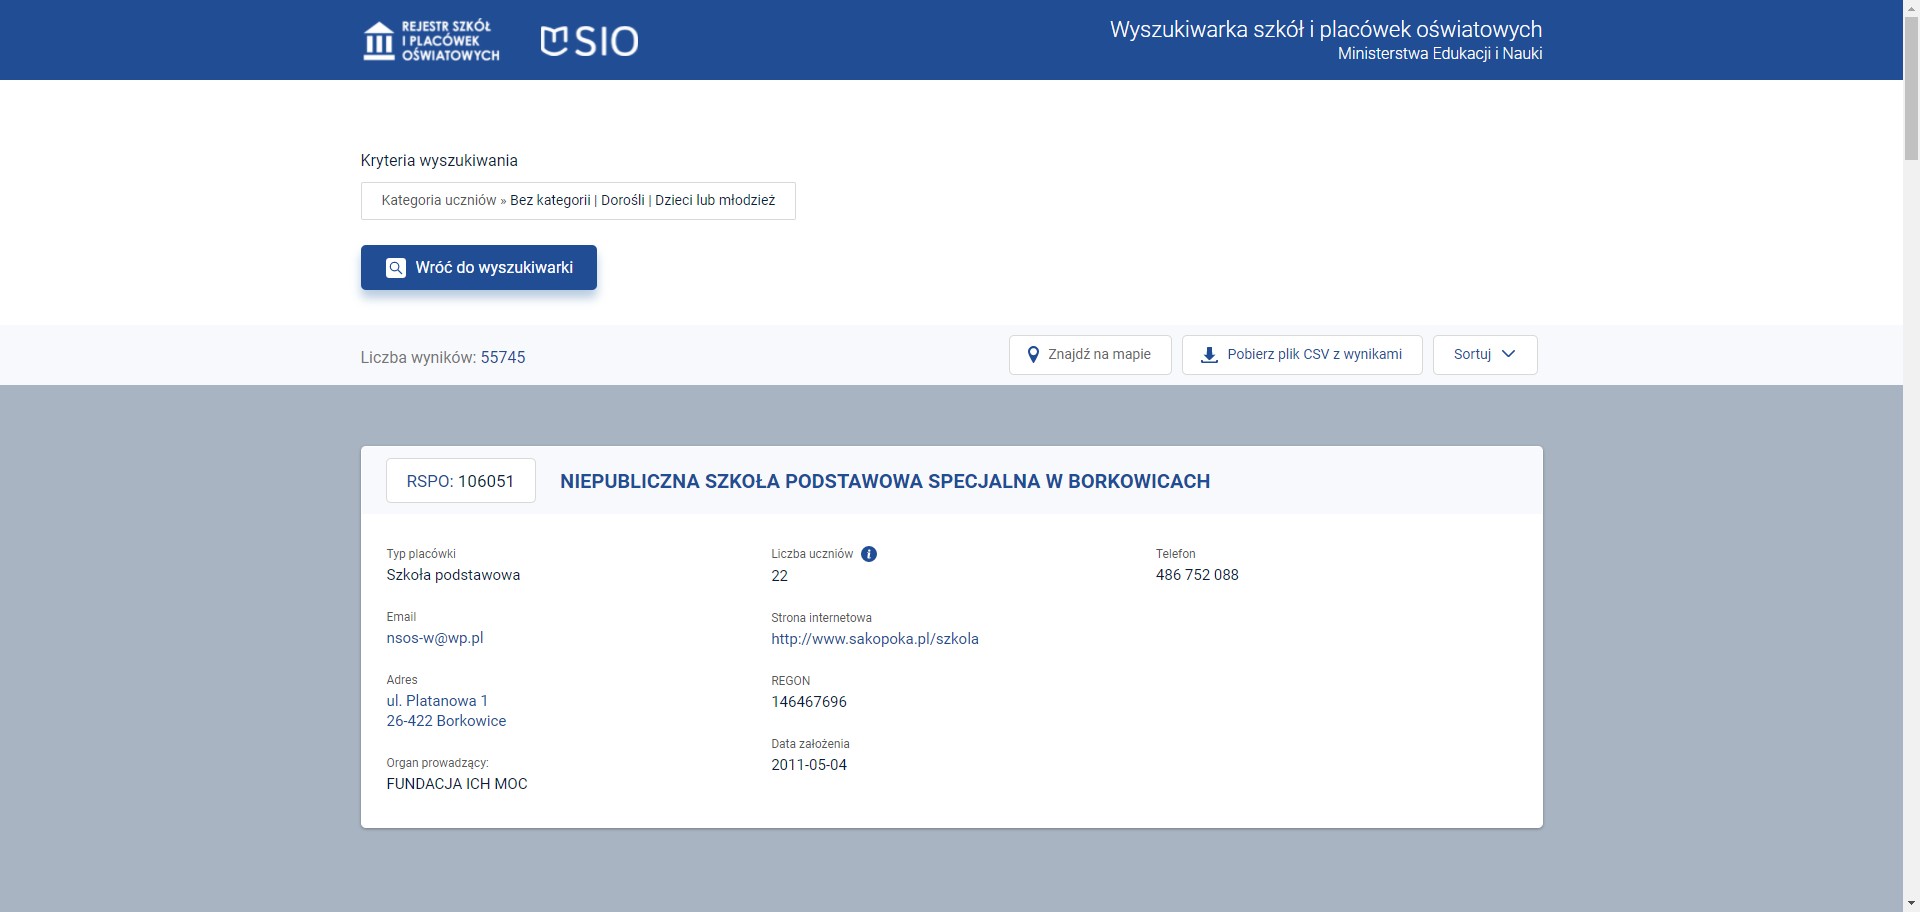 REJESTR SZKÓŁ
I PLACÓWEK
OŚWIATOWYCH
SIO
Wyszukiwarka szkół i placówek oświatowych
Ministerstwa Edukacji i Nauki
Kryteria wyszukiwania
Kategoria uczniów » Bez kategorii | Dorośli | Dzieci lub młodzież
Wróć do wyszukiwarki
Liczba wyników: 55745
Znajdź na mapie
Pobierz plik CSV z wynikami
Sortuj
RSPO: 106051
NIEPUBLICZNA SZKOŁA PODSTAWOWA SPECJALNA W BORKOWICACH
Typ placówki
Szkoła podstawowa
Email
nsos-w@wp.pl
Adres
ul. Platanowa 1
26-422 Borkowice
Organ prowadzący:
FUNDACJA ICH MOC
Liczba uczniów
22
Strona internetowa
http://www.sakopoka.pl/szkola
REGON
146467696
Data założenia
2011-05-04
Telefon
486 752 088